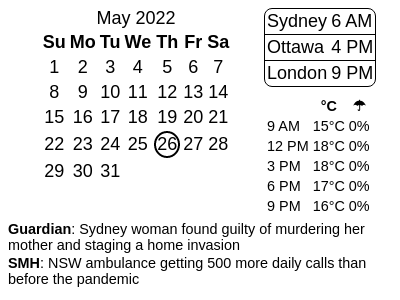 May 2022
Su Mo Tu We Th Fr Sa
1 2 3 4 5 6 7
8 9 10 11 12 13 14
15 16 17 18 19 20 21
22 23 24 25 26 27 28
29 30 31
Sydney 6 AM
Ottawa 4 PM
London 9 PM
°C ☂
9 AM 15°C 0%
12 PM 18°C 0%
3 PM 18°C 0%
6 PM 17°C 0%
9 PM 16°C 0%
Guardian: Sydney woman found guilty of murdering her
mother and staging a home invasion
SMH: NSW ambulance getting 500 more daily calls than
before the pandemic